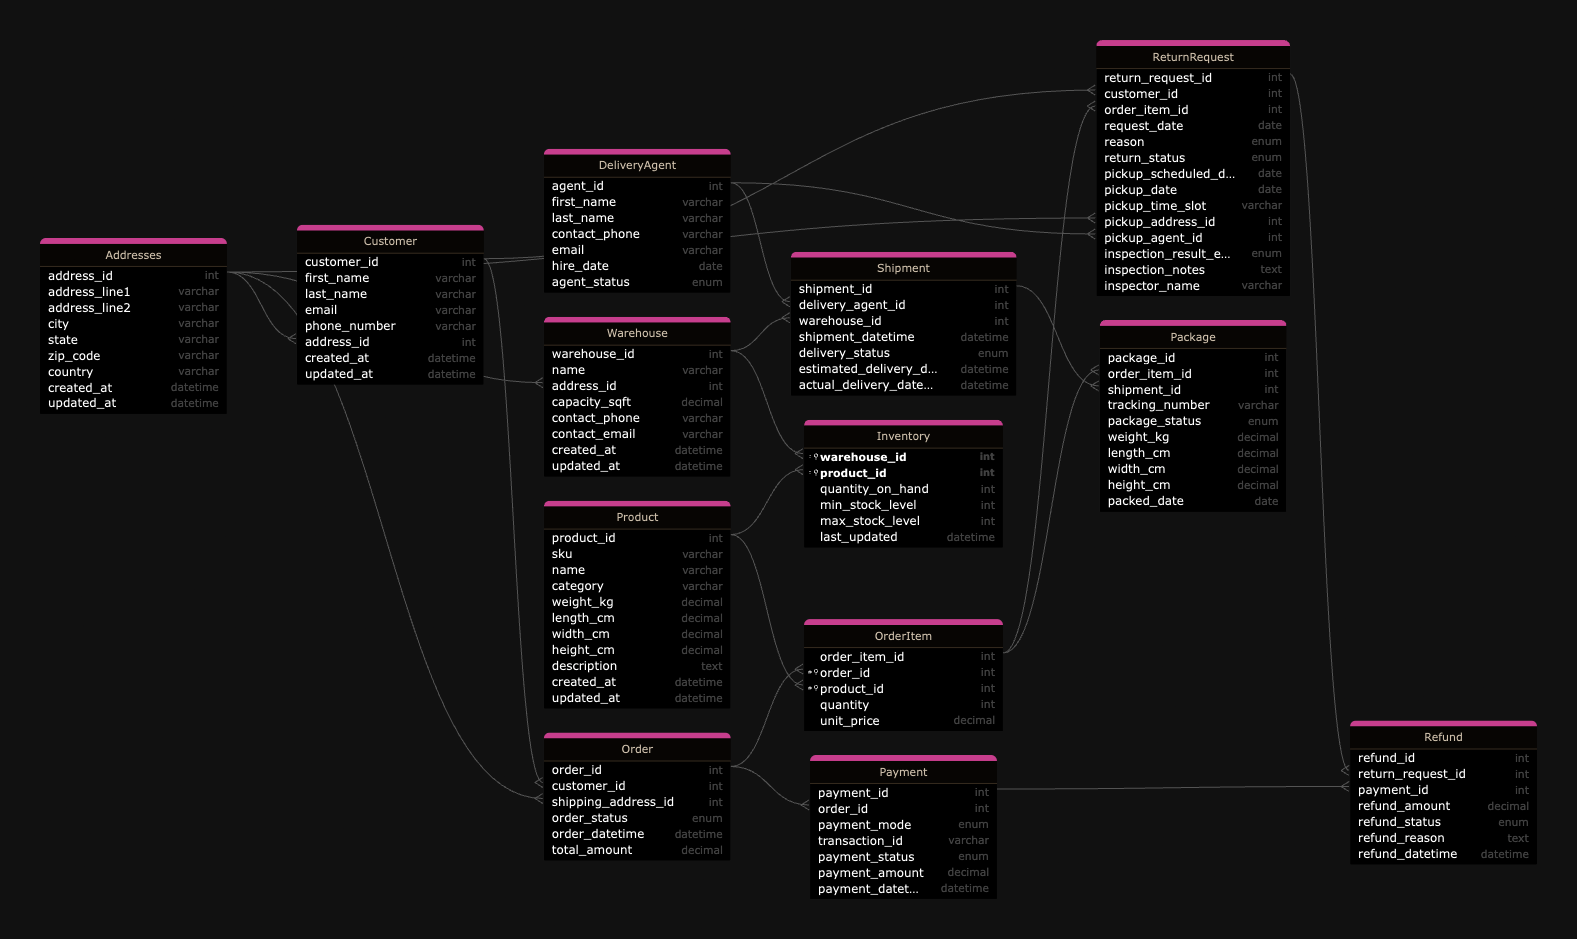 Addresses
address_id int
address_line1 varchar
address_line2 varchar
city varchar
state varchar
zip_code varchar
country varchar
created_at datetime
updated_at datetime
Customer
customer_id int
first_name varchar
last_name varchar
email varchar
phone_number varchar
address_id int
created_at datetime
updated_at datetime
DeliveryAgent
agent_id int
first_name varchar
last_name varchar
contact_phone varchar
email varchar
hire_date date
agent_status enum
Warehouse
warehouse_id int
name varchar
address_id int
capacity_sqft decimal
contact_phone varchar
contact_email varchar
created_at datetime
updated_at datetime
Product
product_id int
sku varchar
name varchar
category varchar
weight_kg decimal
length_cm decimal
width_cm decimal
height_cm decimal
description text
created_at datetime
updated_at datetime
Order
order_id int
customer_id int
shipping_address_id int
order_status enum
order_datetime datetime
total_amount decimal
Shipment
shipment_id int
delivery_agent_id int
warehouse_id int
shipment_datetime datetime
delivery_status enum
estimated_delivery_d... datetime
actual_delivery_date... datetime
Inventory
warehouse_id int
product_id int
quantity_on_hand int
min_stock_level int
max_stock_level int
last_updated datetime
OrderItem
order_item_id int
order_id int
product_id int
quantity int
unit_price decimal
Payment
payment_id int
order_id int
payment_mode enum
transaction_id varchar
payment_status enum
payment_amount decimal
payment_datet... datetime
ReturnRequest
return_request_id int
customer_id int
order_item_id int
request_date date
reason enum
return_status enum
pickup_scheduled_d... date
pickup_date date
pickup_time_slot varchar
pickup_address_id int
pickup_agent_id int
inspection_result_e... enum
inspection_notes text
inspector_name varchar
Package
package_id int
order_item_id int
shipment_id int
tracking_number varchar
package_status enum
weight_kg decimal
length_cm decimal
width_cm decimal
height_cm decimal
packed_date date
Refund
refund_id int
return_request_id int
payment_id int
refund_amount decimal
refund_status enum
refund_reason text
refund_datetime datetime